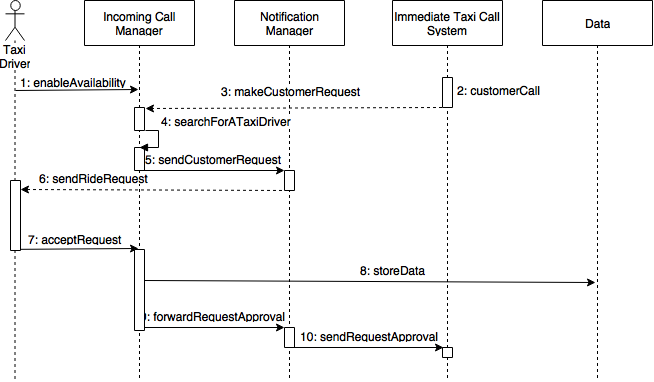 Incoming Call
Manager
Notification
Manager
Immediate Taxi Call
System
Data
Taxi
Driver
1: enableAvailability
3: makeCustomerRequest
2: customerCall
4: searchForATaxiDriver
5: sendCustomerRequest
6: sendRideRequest
7: acceptRequest
8: storeData
: forwardRequestApproval
10: sendRequestApproval